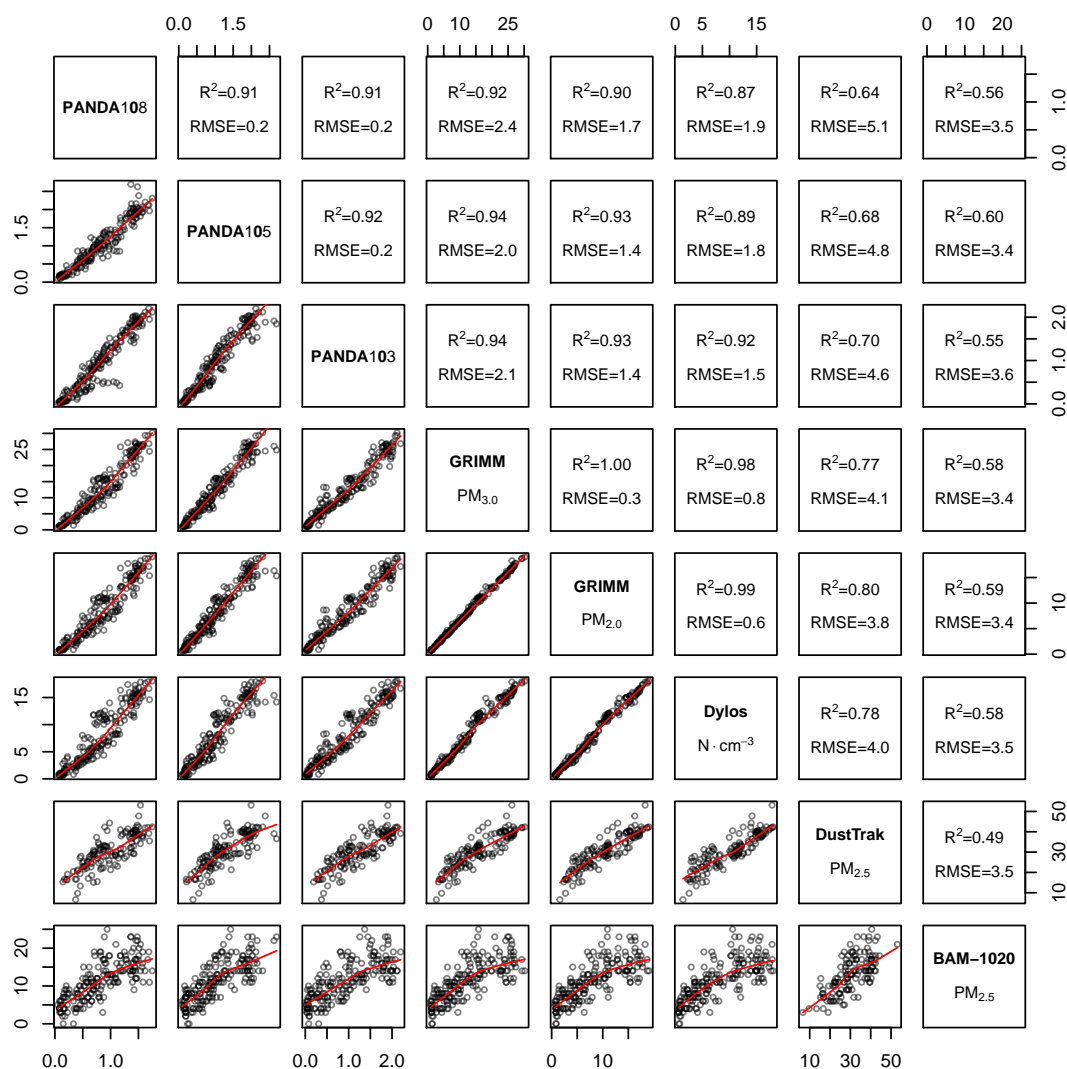 0.0 1.5 0 10 25 0 5 15 0 10 20
PANDA108 R²=0.91 R²=0.91 R²=0.92 R²=0.90 R²=0.87 R²=0.64 R²=0.56 0.0 1.0
RMSE=0.2 RMSE=0.2 RMSE=2.4 RMSE=1.7 RMSE=1.9 RMSE=5.1 RMSE=3.5
0.0 1.5 PANDA105 R²=0.92 R²=0.94 R²=0.93 R²=0.89 R²=0.68 R²=0.60
RMSE=0.2 RMSE=2.0 RMSE=1.4 RMSE=1.8 RMSE=4.8 RMSE=3.4
PANDA103 R²=0.94 R²=0.93 R²=0.92 R²=0.70 R²=0.55 0.0 1.0 2.0
RMSE=2.1 RMSE=1.4 RMSE=1.5 RMSE=4.6 RMSE=3.6
0 10 25 GRIMM R²=1.00 R²=0.98 R²=0.77 R²=0.58
PM₃.₀ RMSE=0.3 RMSE=0.8 RMSE=4.1 RMSE=3.4
GRIMM R²=0.99 R²=0.80 R²=0.59 0 10
PM₂.₀ RMSE=0.6 RMSE=3.8 RMSE=3.4
0 5 15 Dylos R²=0.78 R²=0.58
N·cm⁻³ RMSE=4.0 RMSE=3.5
DustTrak R²=0.49 10 30 50
PM₂.₅ RMSE=3.5
0 10 20 BAM−1020
PM₂.₅
0.0 1.0 0.0 1.0 2.0 0 10 10 30 50